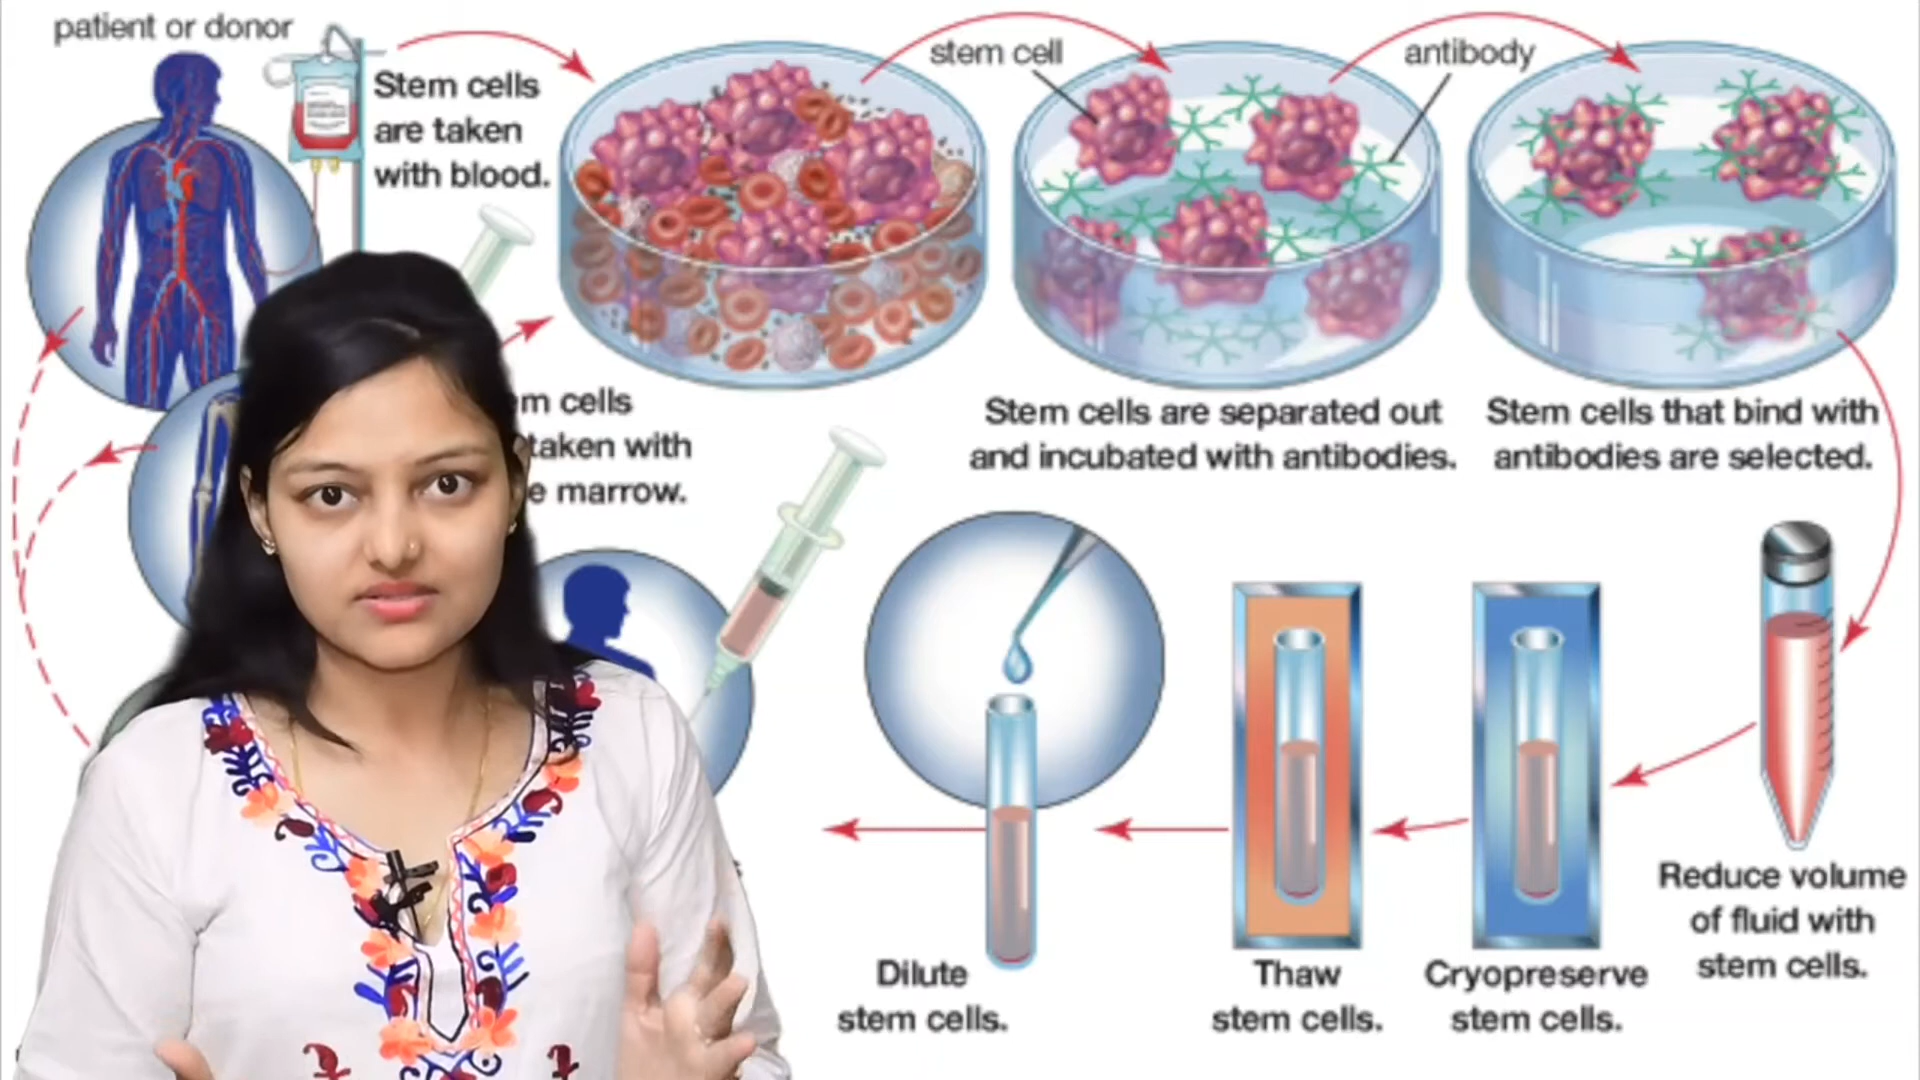 patient or donor
Stem cells
are taken
with blood.
stem cell
antibody
m cells
taken with
e marrow.
Stem cells are separated out
and incubated with antibodies.
Stem cells that bind with
antibodies are selected.
Reduce volume
of fluid with
stem cells.
Cryopreserve
stem cells.
Thaw
stem cells.
Dilute
stem cells.